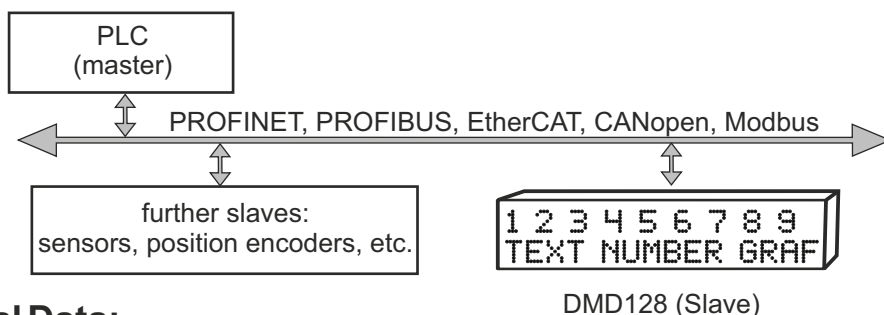 PLC
(master)
PROFINET, PROFIBUS, EtherCAT, CANopen, Modbus
further slaves:
sensors, position encoders, etc.
1 2 3 4 5 6 7 8 9
TEXT NUMBER GRAF
DMD128 (Slave)